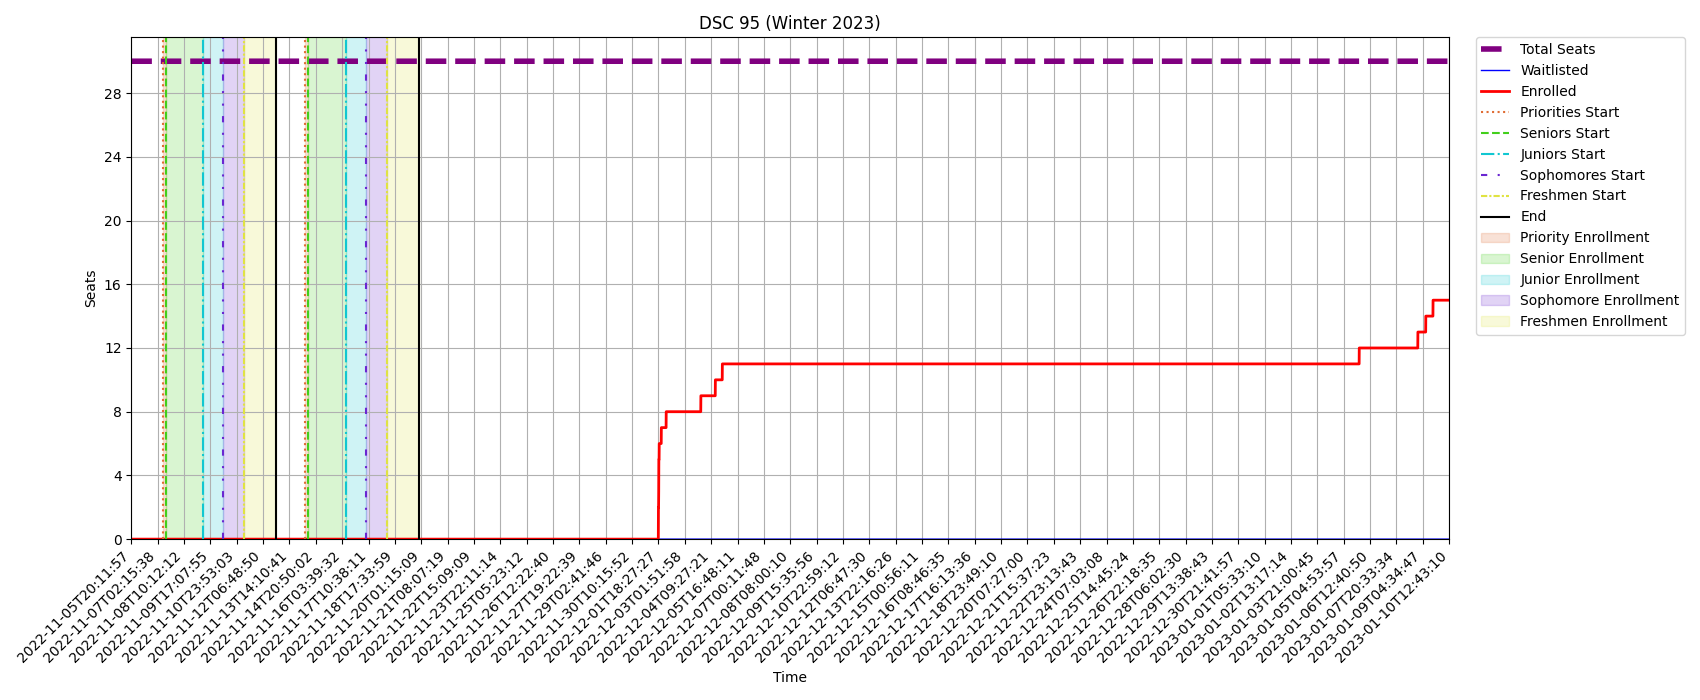 DSC 95 (Winter 2023)
Seats
28
24
20
16
12
8
4
0
2022-11-05T20:11:57
2022-11-07T02:15:38
2022-11-08T10:12:12
2022-11-09T17:07:55
2022-11-10T23:53:03
2022-11-12T06:48:50
2022-11-13T14:10:41
2022-11-14T20:50:02
2022-11-16T03:39:32
2022-11-17T10:38:11
2022-11-18T17:33:59
2022-11-20T01:15:09
2022-11-21T08:07:19
2022-11-22T15:09:09
2022-11-23T22:11:14
2022-11-25T05:23:12
2022-11-26T12:22:40
2022-11-27T19:22:39
2022-11-29T02:41:46
2022-11-30T10:15:52
2022-12-01T18:27:27
2022-12-03T01:51:58
2022-12-04T09:27:21
2022-12-05T16:48:11
2022-12-07T00:11:48
2022-12-08T08:00:10
2022-12-09T15:35:56
2022-12-10T22:59:12
2022-12-12T06:47:30
2022-12-13T22:16:26
2022-12-15T00:56:11
2022-12-16T08:46:35
2022-12-17T16:13:36
2022-12-18T23:49:10
2022-12-20T07:27:00
2022-12-21T15:37:23
2022-12-22T23:13:43
2022-12-24T07:03:08
2022-12-25T14:45:24
2022-12-26T22:18:35
2022-12-28T06:02:30
2022-12-29T13:38:43
2022-12-30T21:41:57
2023-01-01T05:33:10
2023-01-02T13:17:14
2023-01-03T21:00:45
2023-01-05T04:53:57
2023-01-06T12:40:50
2023-01-07T20:33:34
2023-01-09T04:34:47
2023-01-10T12:43:10
Time
Total Seats
Waitlisted
Enrolled
Priorities Start
Seniors Start
Juniors Start
Sophomores Start
Freshmen Start
End
Priority Enrollment
Senior Enrollment
Junior Enrollment
Sophomore Enrollment
Freshmen Enrollment